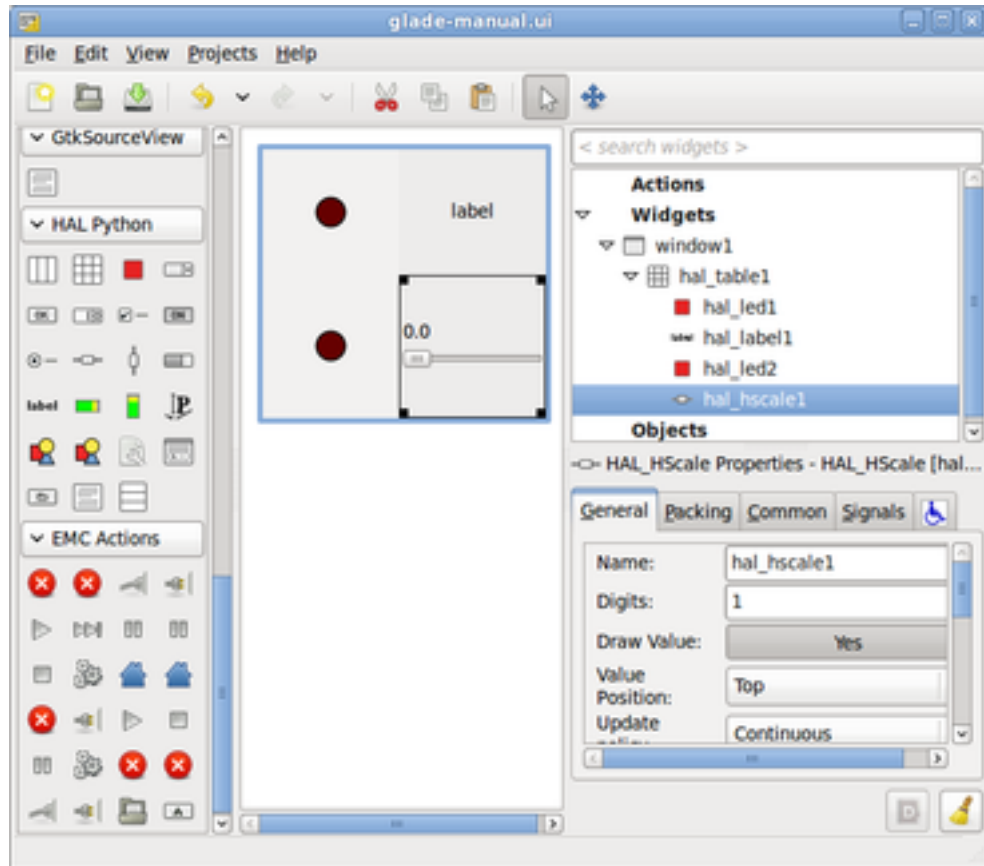 glade-manual.ui
File Edit View Projects Help
GtkSourceView
HAL Python
label
EMC Actions
label
0.0
< search widgets >
Actions
Widgets
window1
hal_table1
hal_led1
hal_label1
hal_led2
hal_hscale1
Objects
HAL_HScale Properties - HAL_HScale [hal...
General Packing Common Signals
Name: hal_hscale1
Digits: 1
Draw Value: Yes
Value
Position: Top
Update
Continuous